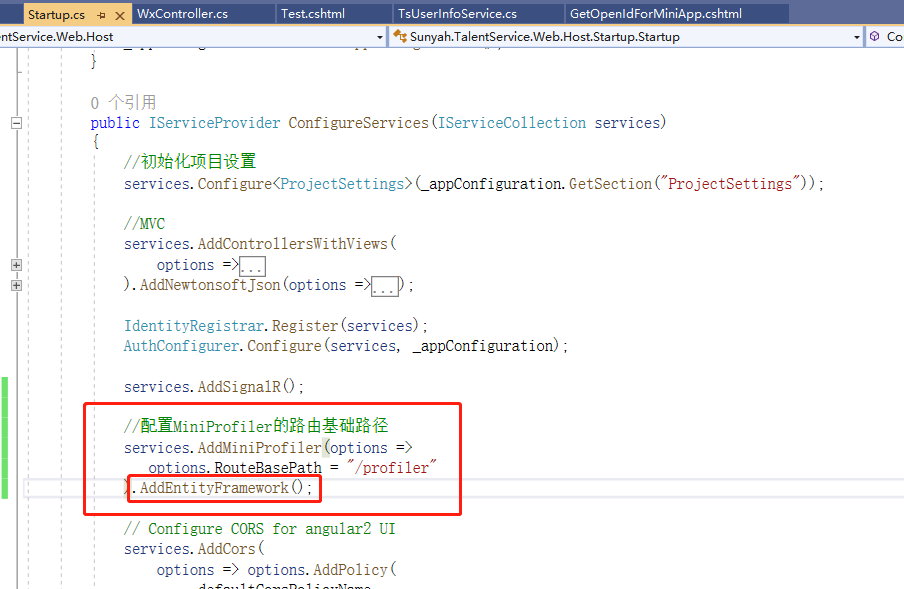 Startup.cs WxController.cs Test.cshtml TsUserInfoService.cs GetOpenIdForMiniApp.cshtml
entService.Web.Host Sunyah.TalentService.Web.Host.Startup.Startup Co
}
0 个引用
public IServiceProvider ConfigureServices(IServiceCollection services)
{
//初始化项目设置
services.Configure<ProjectSettings>(_appConfiguration.GetSection("ProjectSettings"));
//MVC
services.AddControllersWithViews(
options =>...
).AddNewtonsoftJson(options =>...);
IdentityRegistrar.Register(services);
AuthConfigurer.Configure(services, _appConfiguration);
services.AddSignalR();
//配置MiniProfiler的路由基础路径
services.AddMiniProfiler(options =>
options.RouteBasePath = "/profiler"
).AddEntityFramework();
// Configure CORS for angular2 UI
services.AddCors(
options => options.AddPolicy(
defaultCorsPolicyName